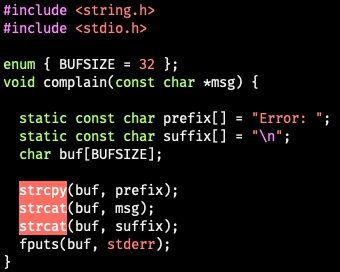 #include <string.h>
#include <stdio.h>
enum { BUFSIZE = 32 };
void complain(const char *msg) {
static const char prefix[] = "Error: ";
static const char suffix[] = "\n";
char buf[BUFSIZE];
strcpy(buf, prefix);
strcat(buf, msg);
strcat(buf, suffix);
fputs(buf, stderr);
}